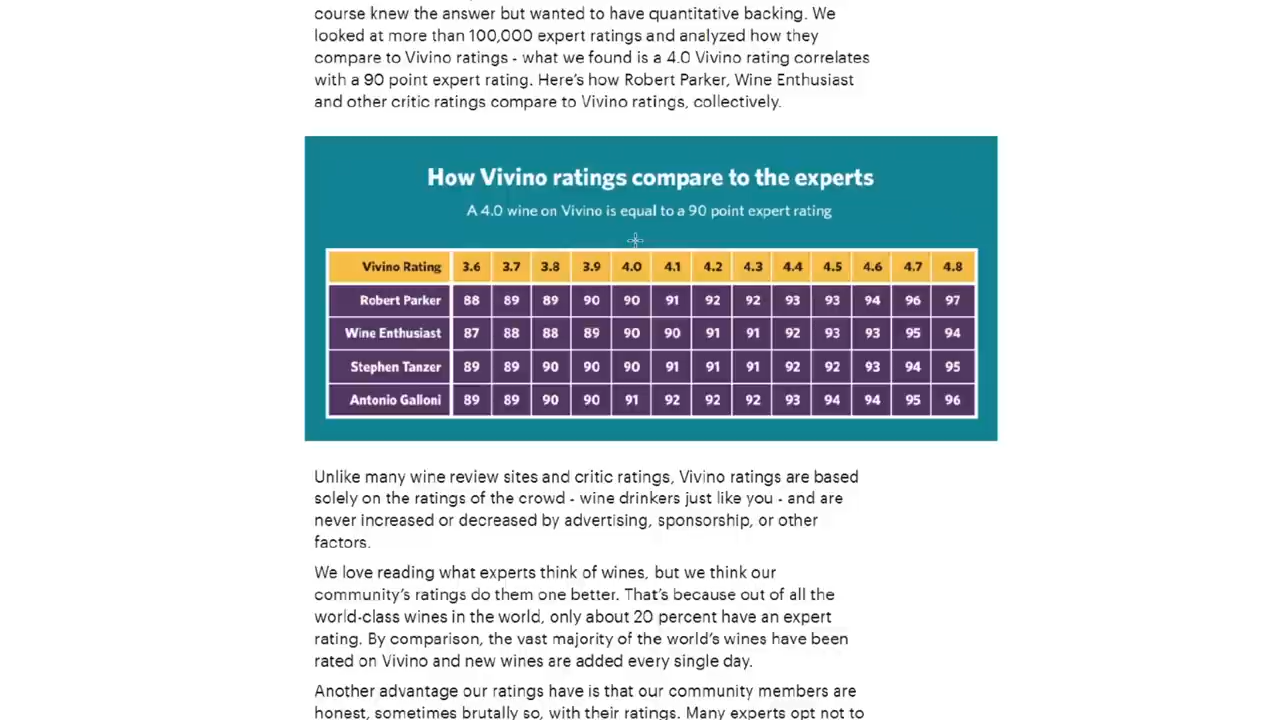 course knew the answer but wanted to have quantitative backing. We
looked at more than 100,000 expert ratings and analyzed how they
compare to Vivino ratings - what we found is a 4.0 Vivino rating correlates
with a 90 point expert rating. Here's how Robert Parker, Wine Enthusiast
and other critic ratings compare to Vivino ratings, collectively.
How Vivino ratings compare to the experts
A 4.0 wine on Vivino is equal to a 90 point expert rating
Vivino Rating 3.6 3.7 3.8 3.9 4.0 4.1 4.2 4.3 4.4 4.5 4.6 4.7 4.8
Robert Parker 88 89 89 90 90 91 92 92 93 93 94 96 97
Wine Enthusiast 87 88 88 89 90 90 91 91 92 93 93 95 94
Stephen Tanzer 89 89 90 90 90 91 91 91 92 92 93 94 95
Antonio Galloni 89 89 90 90 91 92 92 92 93 94 94 95 96
Unlike many wine review sites and critic ratings, Vivino ratings are based
solely on the ratings of the crowd - wine drinkers just like you - and are
never increased or decreased by advertising, sponsorship, or other
factors.
We love reading what experts think of wines, but we think our
community's ratings do them one better. That's because out of all the
world-class wines in the world, only about 20 percent have an expert
rating. By comparison, the vast majority of the world's wines have been
rated on Vivino and new wines are added every single day.
Another advantage our ratings have is that our community members are
honest, sometimes brutally so, with their ratings. Many experts opt not to